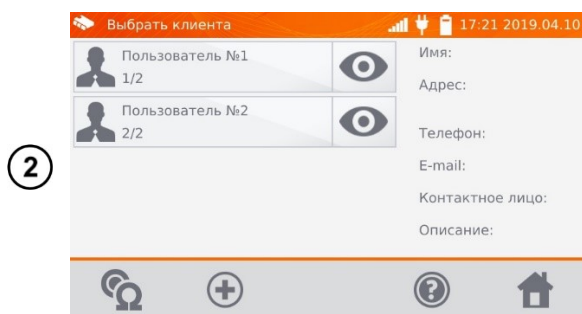 Выбрать клиента
17:21 2019.04.10
Пользователь №1
1/2
Пользователь №2
2/2
Имя:
Адрес:
Телефон:
E-mail:
Контактное лицо:
Описание:
2